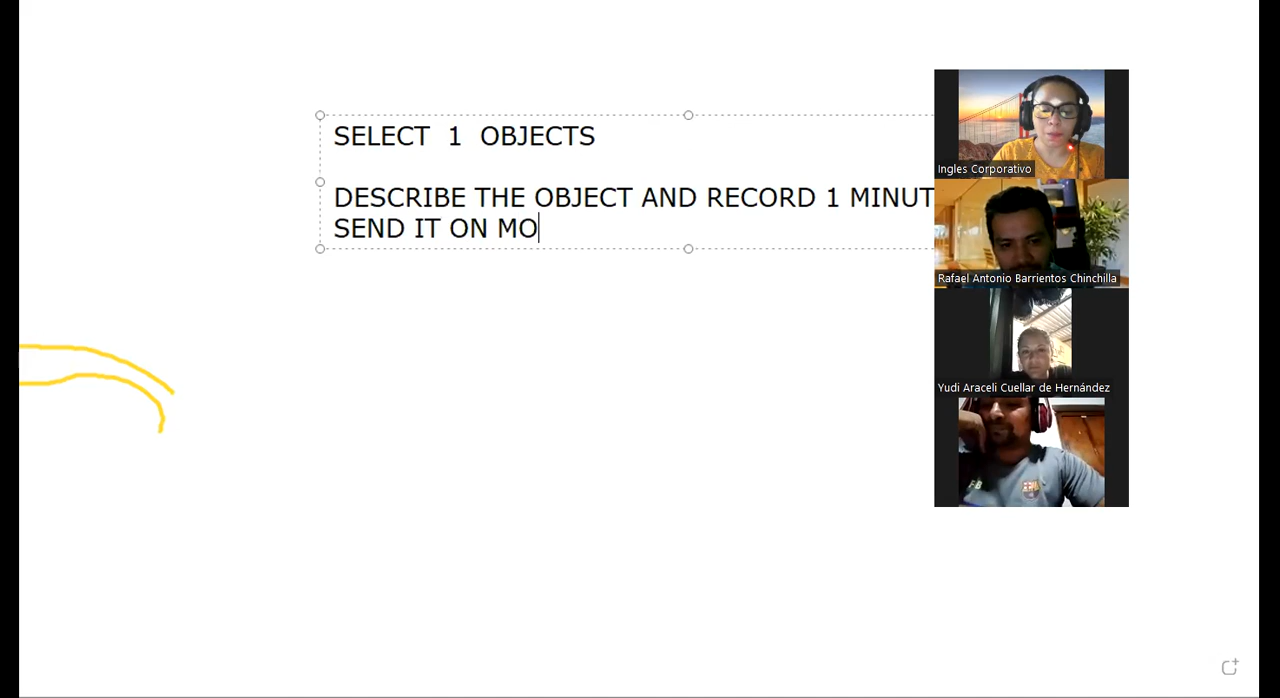 SELECT 1 OBJECTS
DESCRIBE THE OBJECT AND RECORD 1 MINUT
SEND IT ON MO
Ingles Corporativo
Rafael Antonio Barrientos Chinchilla
Yudi Araceli Cuellar de Hernández